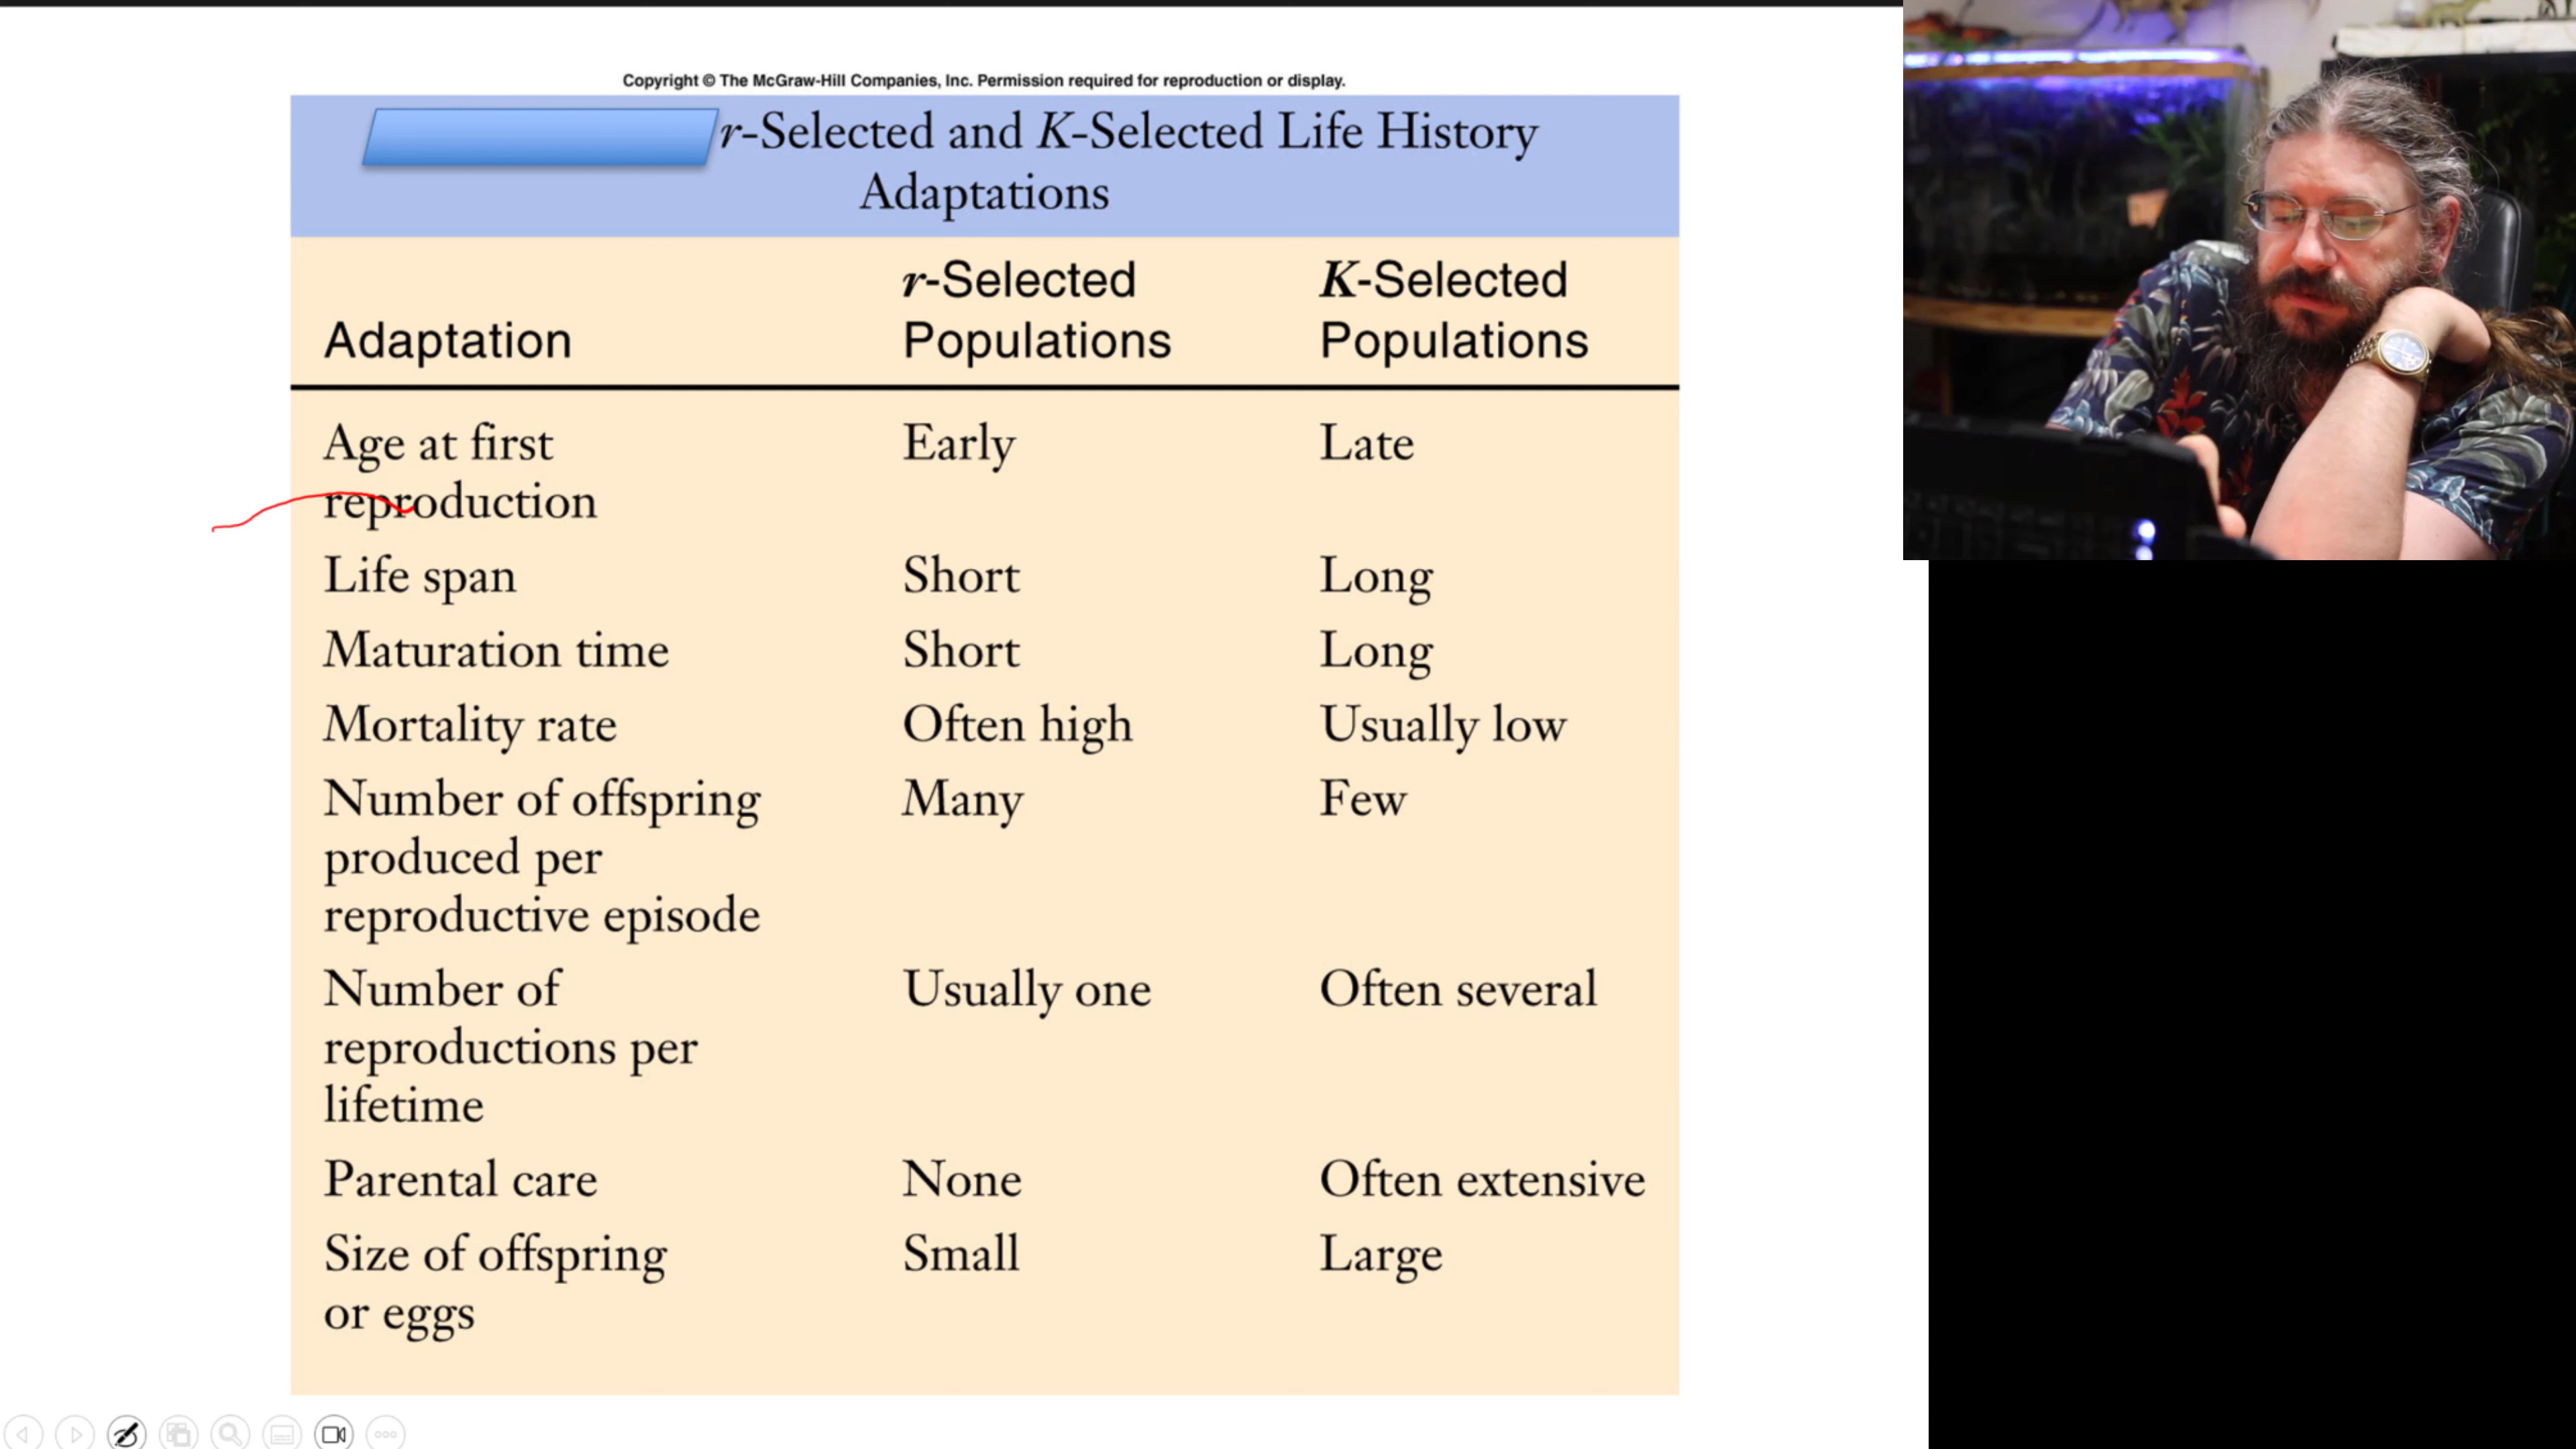 Copyright © The McGraw-Hill Companies, Inc. Permission required for reproduction or display.
r-Selected and K-Selected Life History
Adaptations
Adaptation
r-Selected
Populations
K-Selected
Populations
Age at first
reproduction
Early
Late
Life span
Short
Long
Maturation time
Short
Long
Mortality rate
Often high
Usually low
Number of offspring
produced per
reproductive episode
Many
Few
Number of
reproductions per
lifetime
Usually one
Often several
Parental care
None
Often extensive
Size of offspring
or eggs
Small
Large